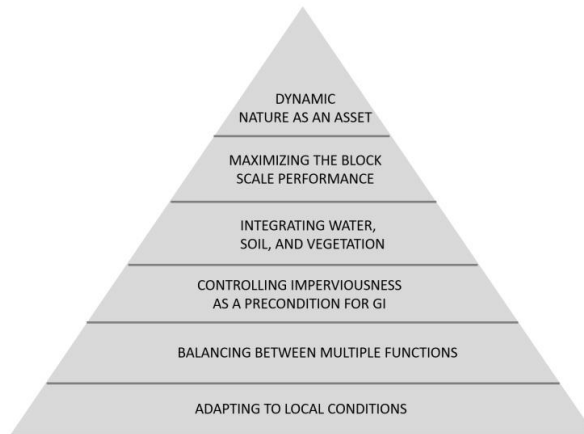 DYNAMIC
NATURE AS AN ASSET
MAXIMIZING THE BLOCK
SCALE PERFORMANCE
INTEGRATING WATER,
SOIL, AND VEGETATION
CONTROLLING IMPERVIOUSNESS
AS A PRECONDITION FOR GI
BALANCING BETWEEN MULTIPLE FUNCTIONS
ADAPTING TO LOCAL CONDITIONS